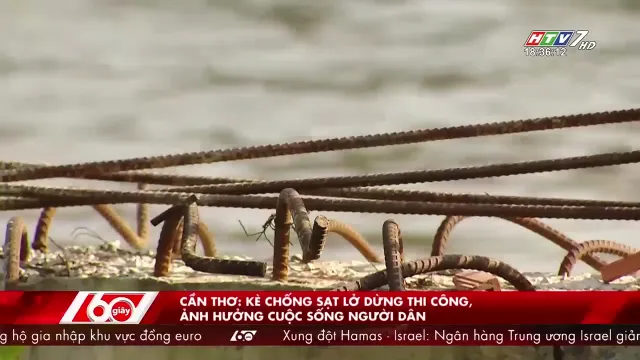 HTV7 HD
18:36:12
60 giây
CẦN THƠ: KÈ CHỐNG SẠT LỞ DỪNG THI CÔNG,
ẢNH HƯỞNG CUỘC SỐNG NGƯỜI DÂN
ng hộ gia nhập khu vực đồng euro Xung đột Hamas - Israel: Ngân hàng Trung ương Israel giảm